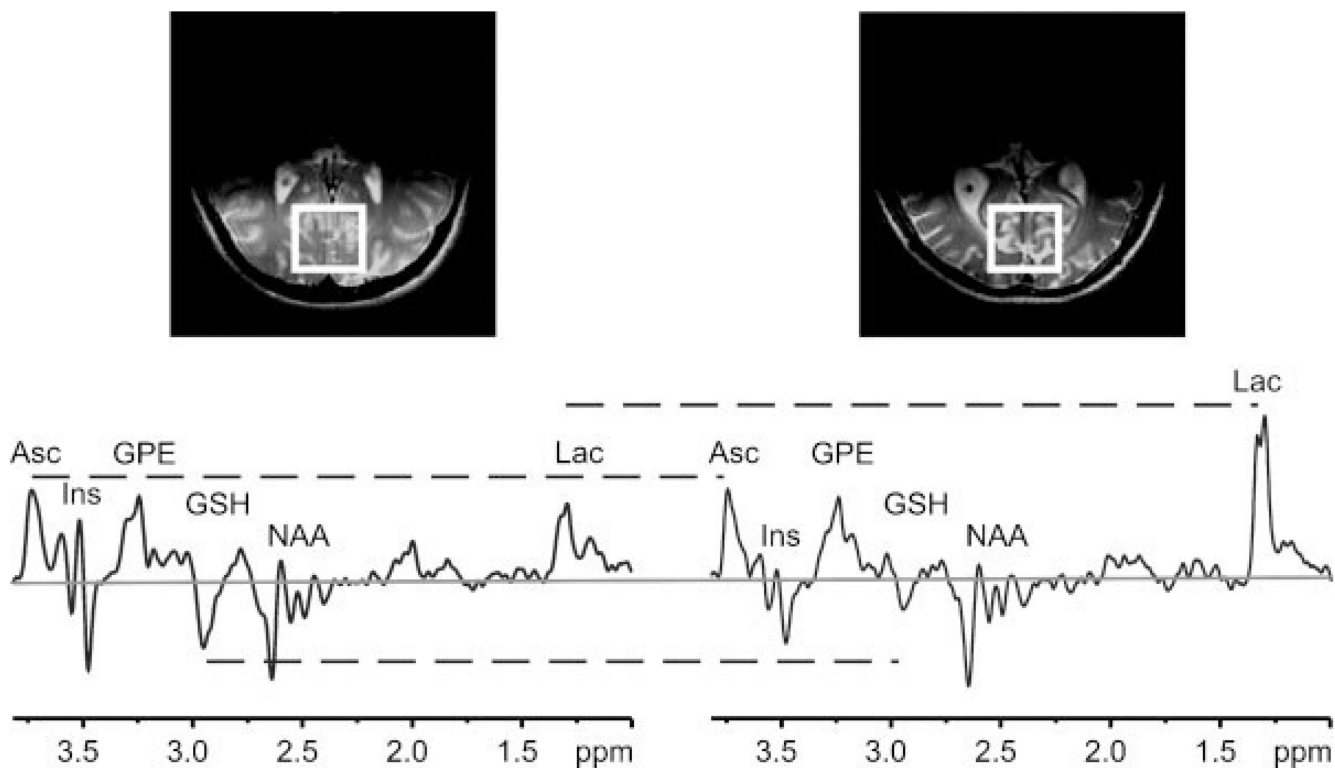 Lac
Asc GPE Lac Asc GPE
Ins GSH Ins GSH
NAA NAA
3.5 3.0 2.5 2.0 1.5 ppm 3.5 3.0 2.5 2.0 1.5 ppm